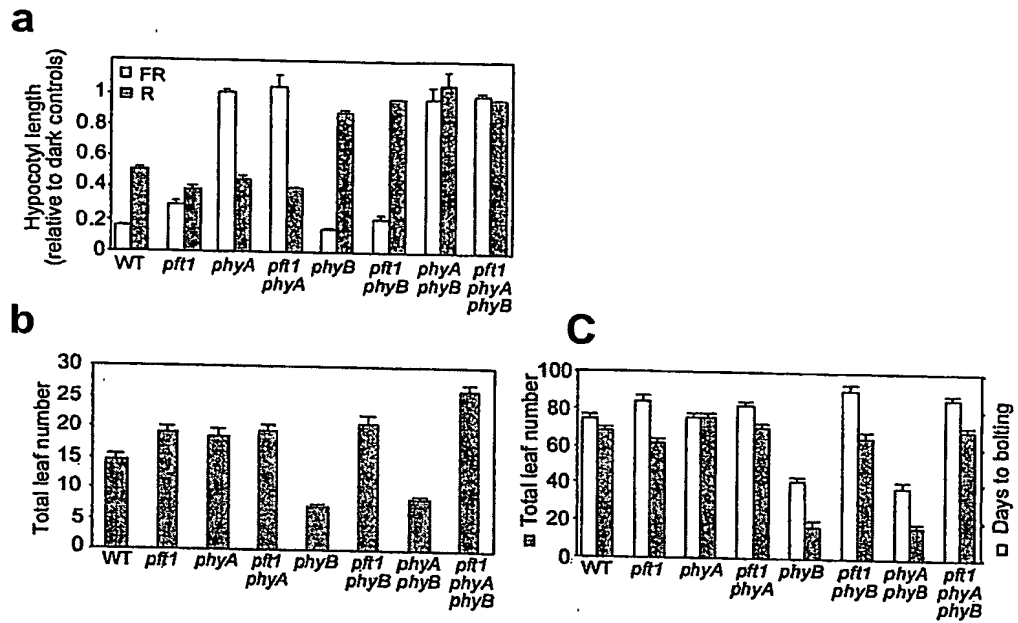 a
Hypocotyl length
(relative to dark controls)
FR
R
1
0.8
0.6
0.4
0.2
0
WT pft1 phyA pft1 phyB pft1 phyA pft1
phyA phyB phyB phyA
phyB
b
Total leaf number
30
25
20
15
10
5
0
WT pft1 phyA pft1 phyB pft1 phyA pft1
phyA phyB phyB phyA
phyB
C
Total leaf number
100
80
60
40
20
0
WT pft1 phyA pft1 phyB pft1 phyA pft1
phyA phyB phyB phyA
phyB
Days to bolting